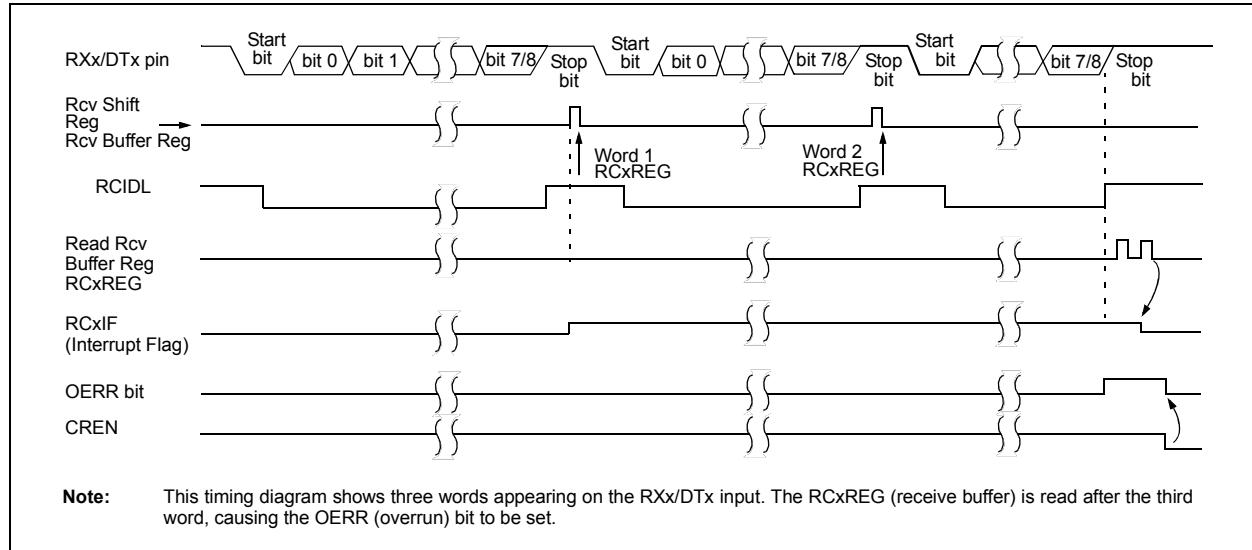 RXx/DTx pin
Start bit
bit 0
bit 1
bit 7/8
Stop bit
Start bit
bit 0
bit 7/8
Stop bit
Start bit
bit 7/8
Stop bit
Rcv Shift
Reg
Rcv Buffer Reg
Word 1
RCxREG
Word 2
RCxREG
RCIDL
Read Rcv
Buffer Reg
RCxREG
RCxIF
(Interrupt Flag)
OERR bit
CREN
Note: This timing diagram shows three words appearing on the RXx/DTx input. The RCxREG (receive buffer) is read after the third
word, causing the OERR (overrun) bit to be set.